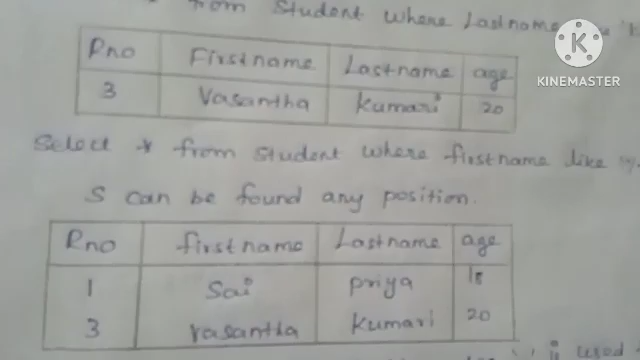 from Student where Lastname
Rno Firstname Lastname age
3 Vasantha Kumari 20
KINEMASTER
Select * from Student where firstname like
S can be found any position.
Rno firstname Lastname age
1 Sai priya 18
3 vasantha Kumari 20
used